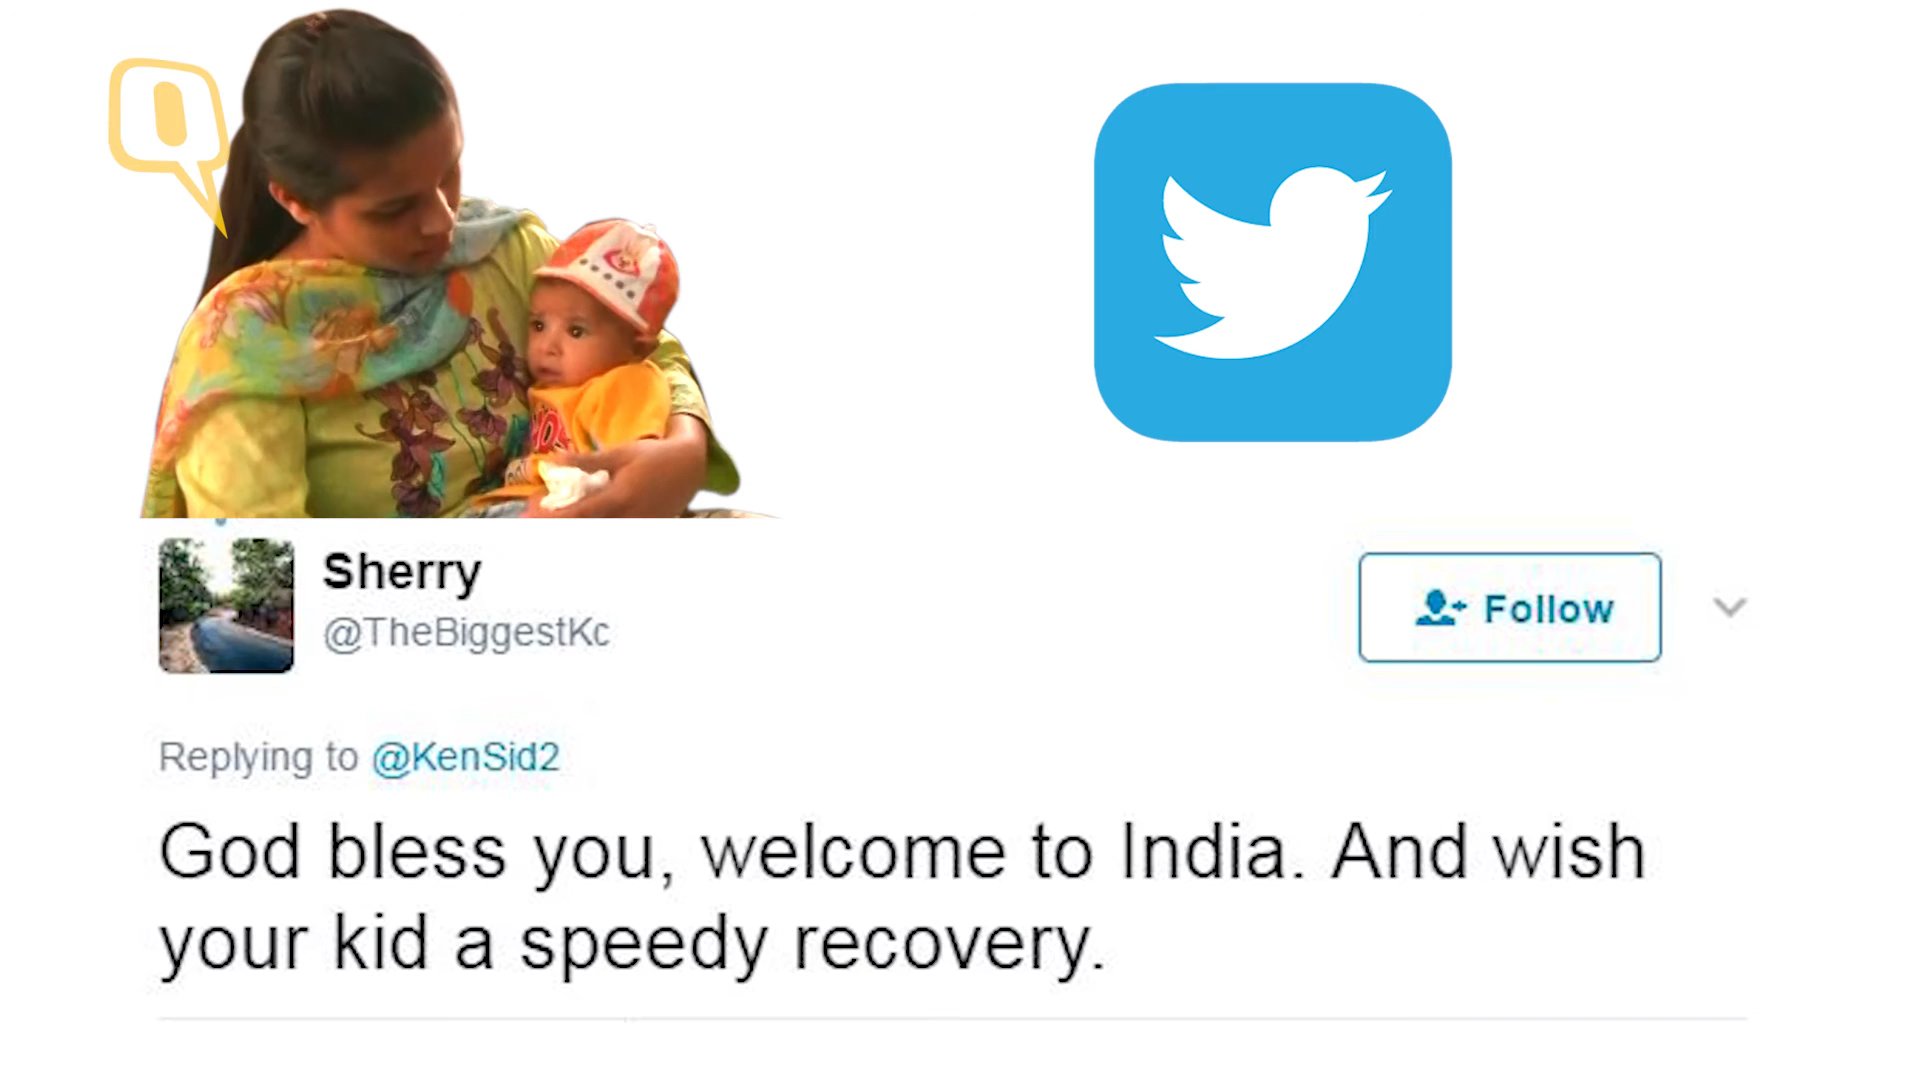 Q
Sherry
@TheBiggestKc
Follow
Replying to @KenSid2
God bless you, welcome to India. And wish
your kid a speedy recovery.